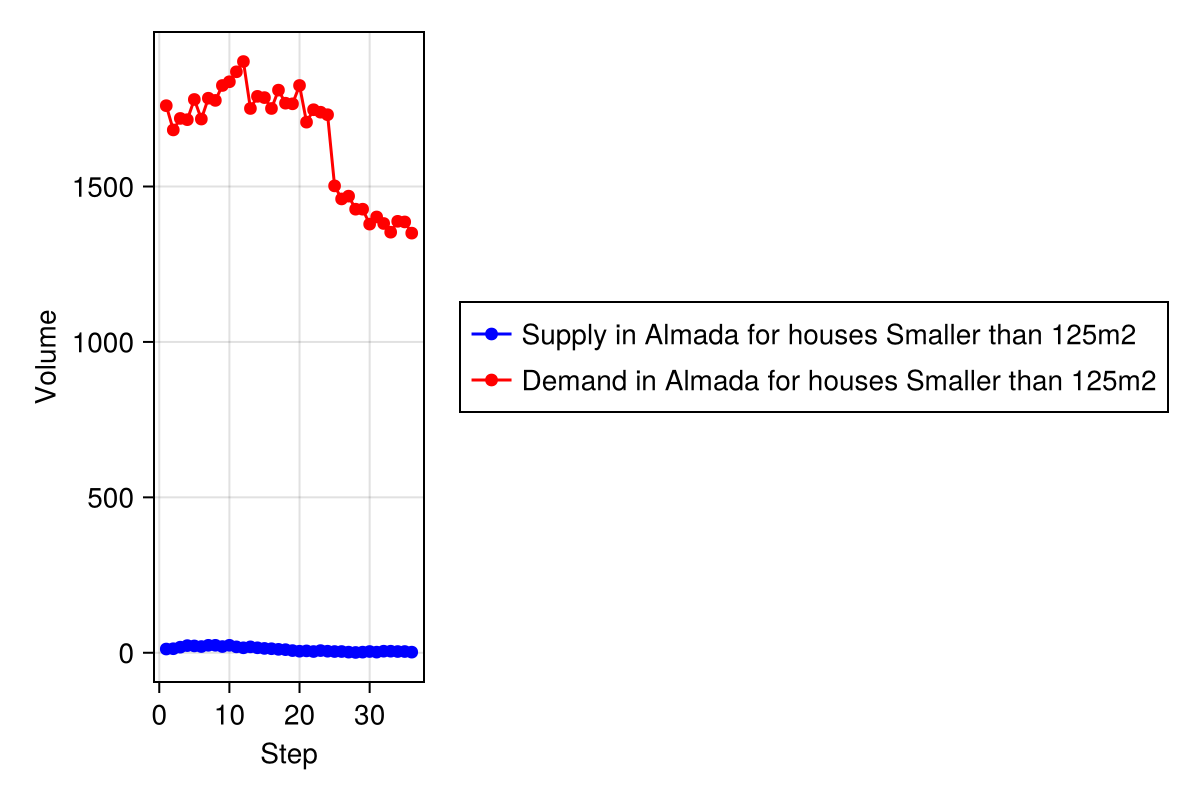 Volume
1500
1000
500
0
0 10 20 30
Step
Supply in Almada for houses Smaller than 125m2
Demand in Almada for houses Smaller than 125m2